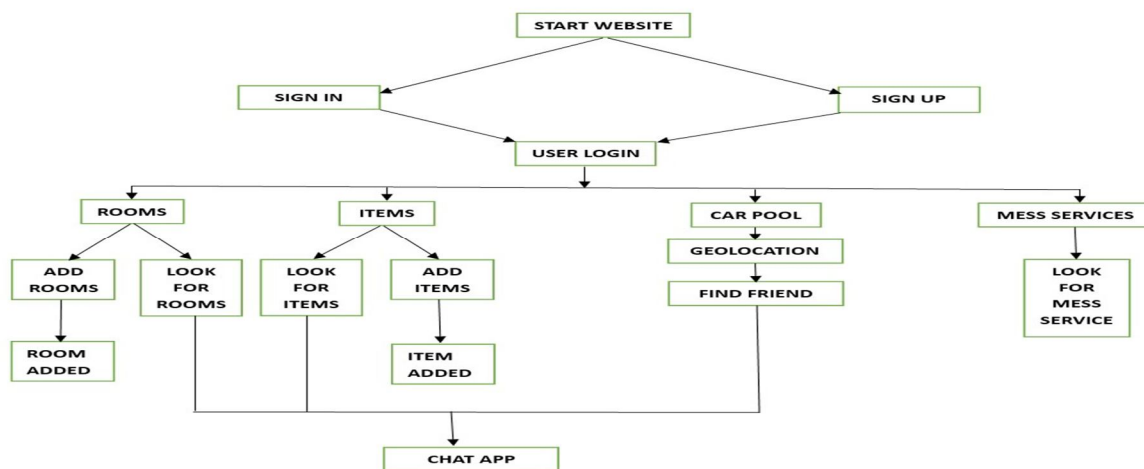 START WEBSITE
SIGN IN
SIGN UP
USER LOGIN
ROOMS
ITEMS
CAR POOL
MESS SERVICES
GEOLOCATION
ADD
ROOMS
LOOK
FOR
ROOMS
LOOK
FOR
ITEMS
ADD
ITEMS
FIND FRIEND
LOOK
FOR
MESS
SERVICE
ROOM
ADDED
ITEM
ADDED
CHAT APP